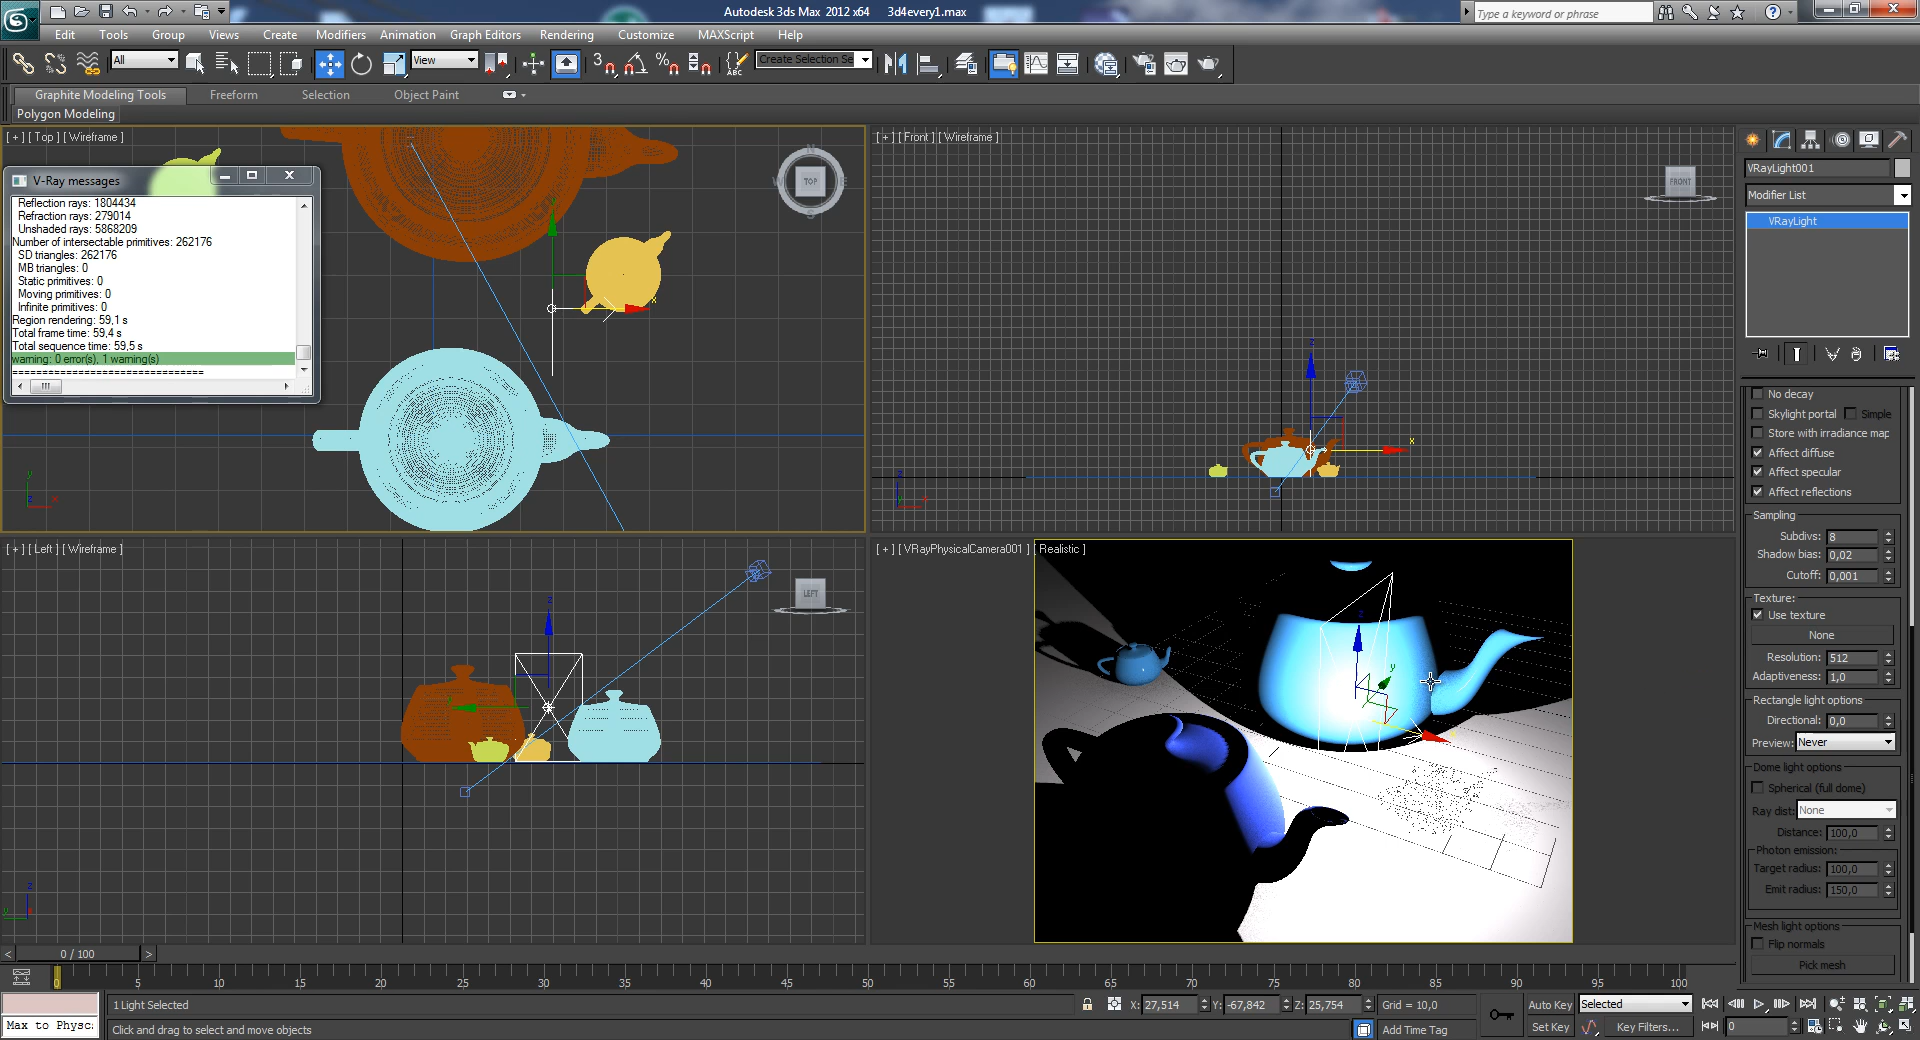 Autodesk 3ds Max 2012 x64 3d4every1.max
Type a keyword or phrase
Edit Tools Group Views Create Modifiers Animation Graph Editors Rendering Customize MAXScript Help
All View Create Selection Se
Graphite Modeling Tools Freeform Selection Object Paint
Polygon Modeling
[ + ] [ Top ] [ Wireframe ]
TOP
V-Ray messages
Reflection rays: 1804434
Refraction rays: 279014
Unshaded rays: 5868209
Number of intersectable primitives: 262176
SD triangles: 262176
MB triangles: 0
Static primitives: 0
Moving primitives: 0
Infinite primitives: 0
Region rendering: 59,1 s
Total frame time: 59,4 s
Total sequence time: 59,5 s
warning: 0 error(s), 1 warning(s)
================================
[ + ] [ Front ] [ Wireframe ]
FRONT
[ + ] [ Left ] [ Wireframe ]
LEFT
[ + ] [ VRayPhysicalCamera001 ] [ Realistic ]
VRayLight001
Modifier List
VRayLight
No decay
Skylight portal Simple
Store with irradiance map
Affect diffuse
Affect specular
Affect reflections
Sampling
Subdivs: 8
Shadow bias: 0,02
Cutoff: 0,001
Texture:
Use texture
None
Resolution: 512
Adaptiveness: 1,0
Rectangle light options
Directional: 0,0
Preview: Never
Dome light options
Spherical (full dome)
Ray dist: None
Distance: 100,0
Photon emission:
Target radius: 100,0
Emit radius: 150,0
Mesh light options
Flip normals
Pick mesh
< 0 / 100 >
0 5 10 15 20 25 30 35 40 45 50 55 60 65 70 75 80 85 90 95 100
1 Light Selected
X: 27,514 Y: -67,842 Z: 25,754 Grid = 10,0
Auto Key Selected
Max to Physc:
Click and drag to select and move objects
Add Time Tag
Set Key Key Filters... 0